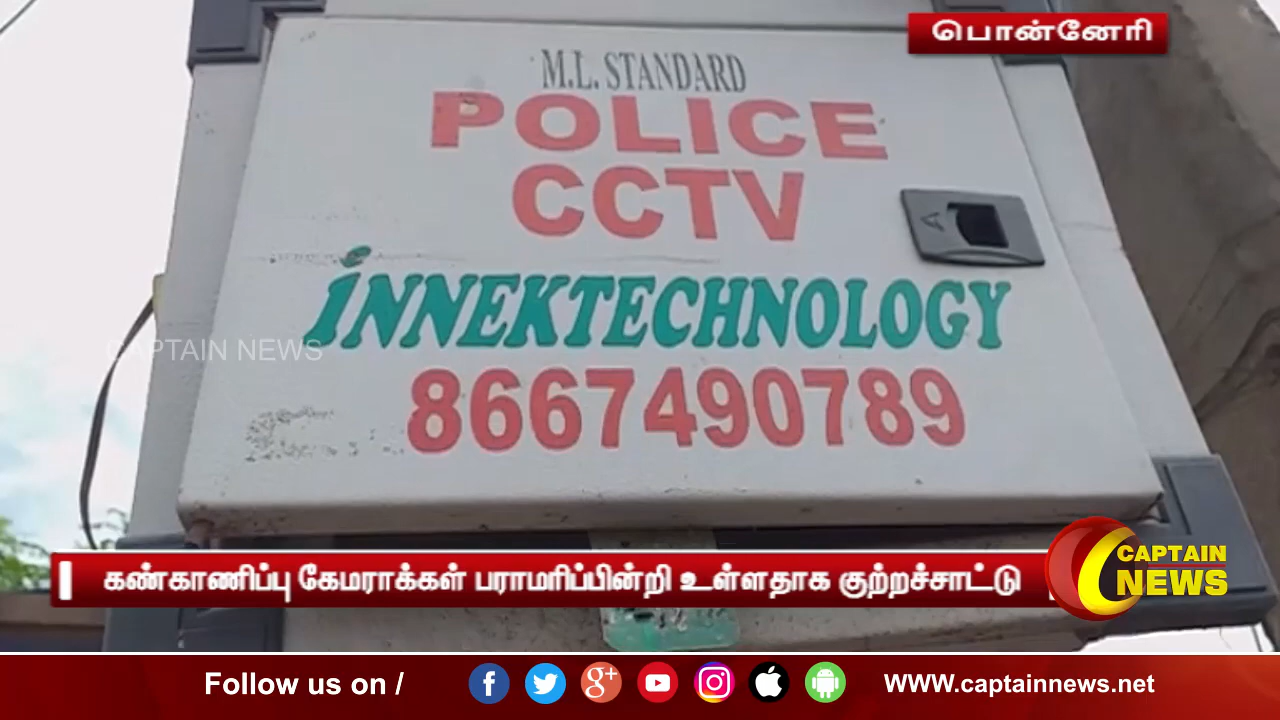 பொன்னேரி
M.L. STANDARD
POLICE
CCTV
iNNEKTECHNOLOGY
8667490789
CAPTAIN NEWS
கண்காணிப்பு கேமராக்கள் பராமரிப்பின்றி உள்ளதாக குற்றச்சாட்டு
CAPTAIN
NEWS
Follow us on /
WWW.captainnews.net